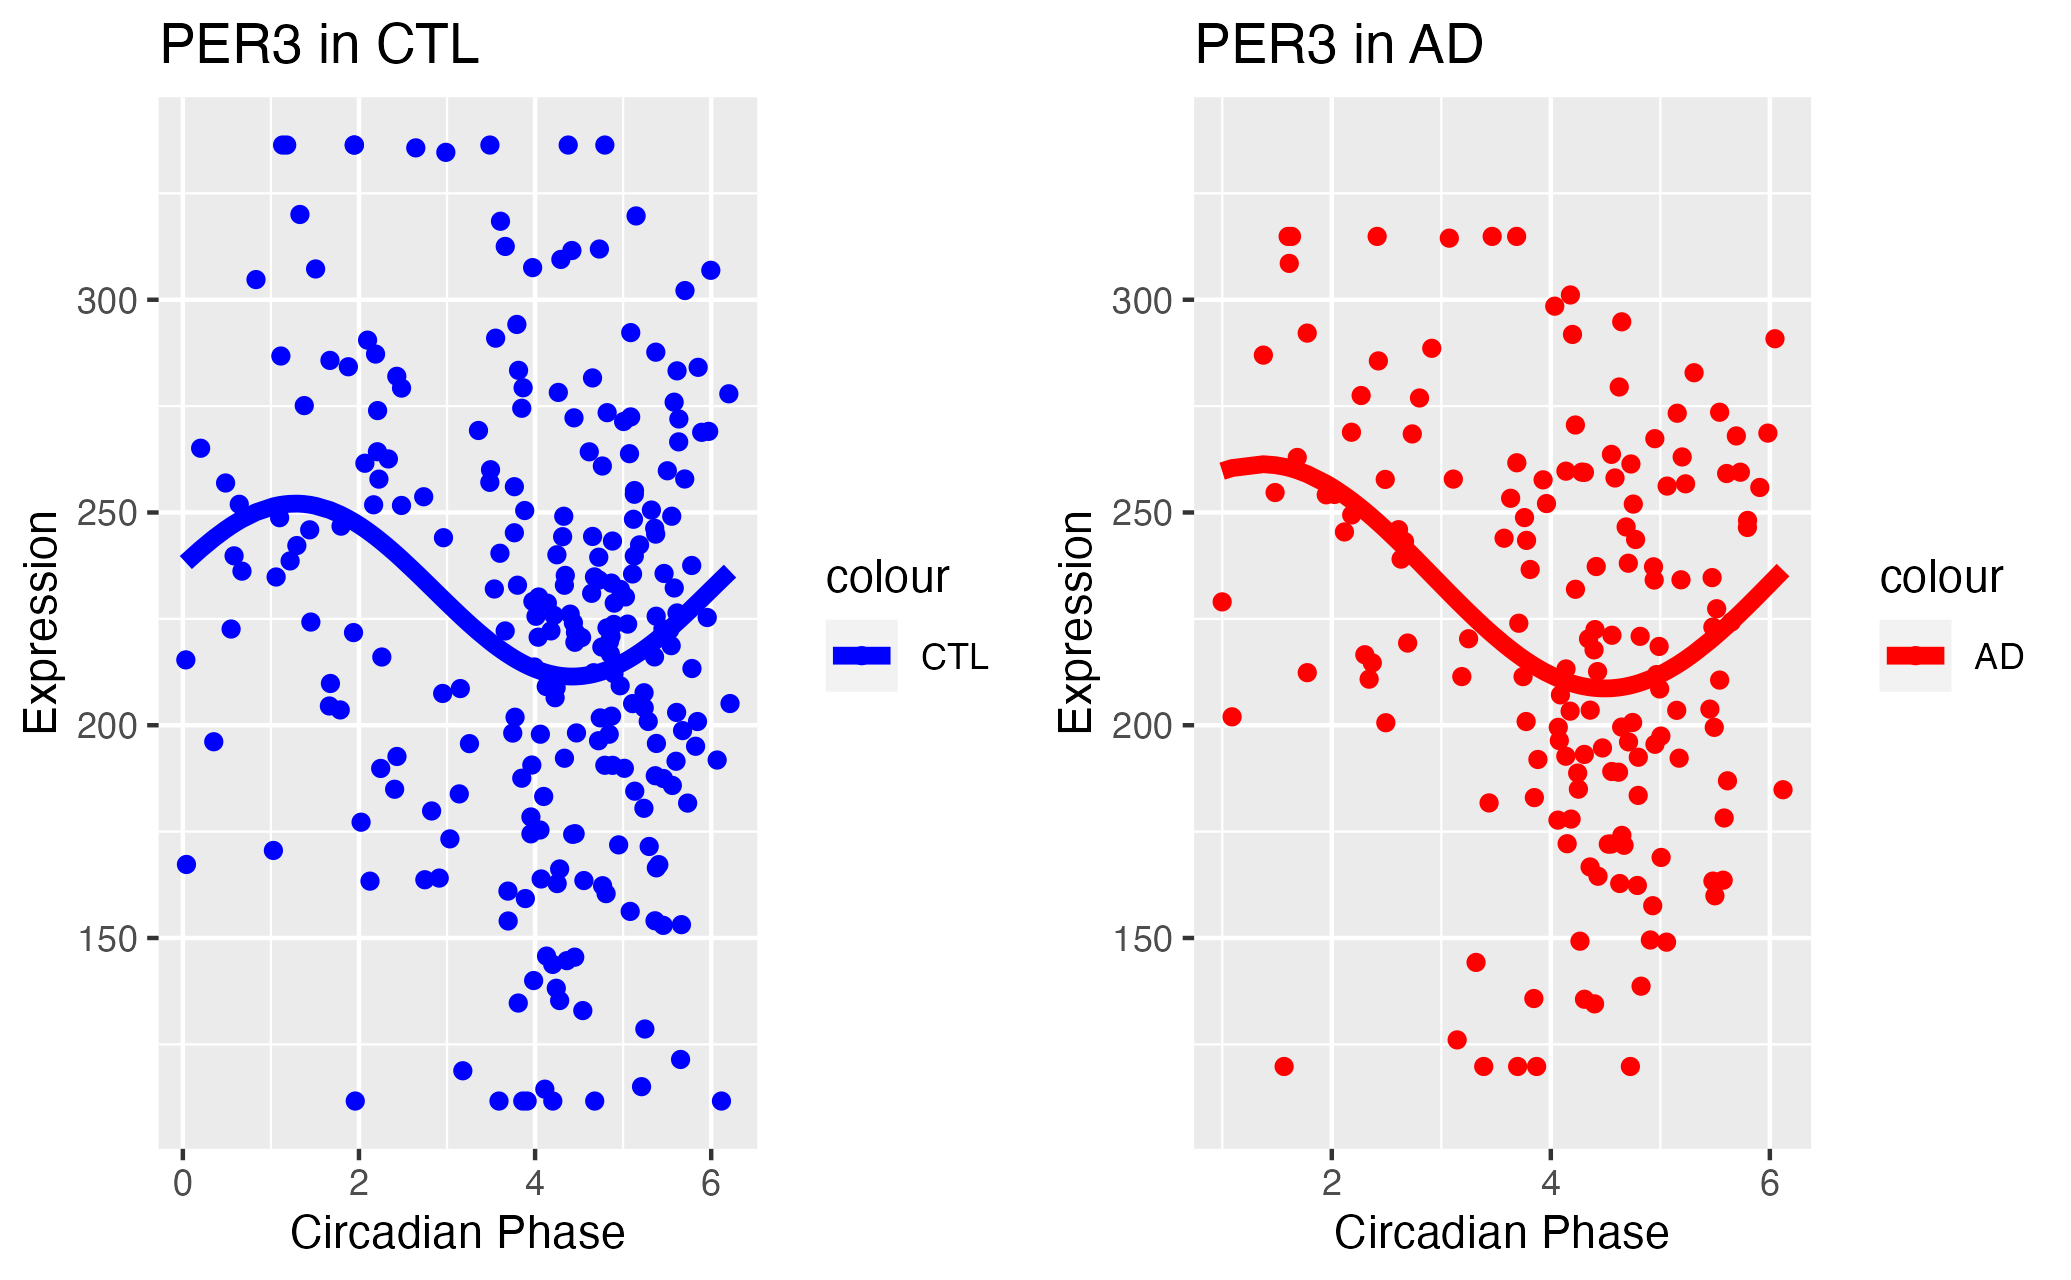 PER3 in CTL
300
250
200
150
Expression
0 2 4 6
Circadian Phase
colour
CTL
PER3 in AD
300
250
200
150
Expression
2 4 6
Circadian Phase
colour
AD